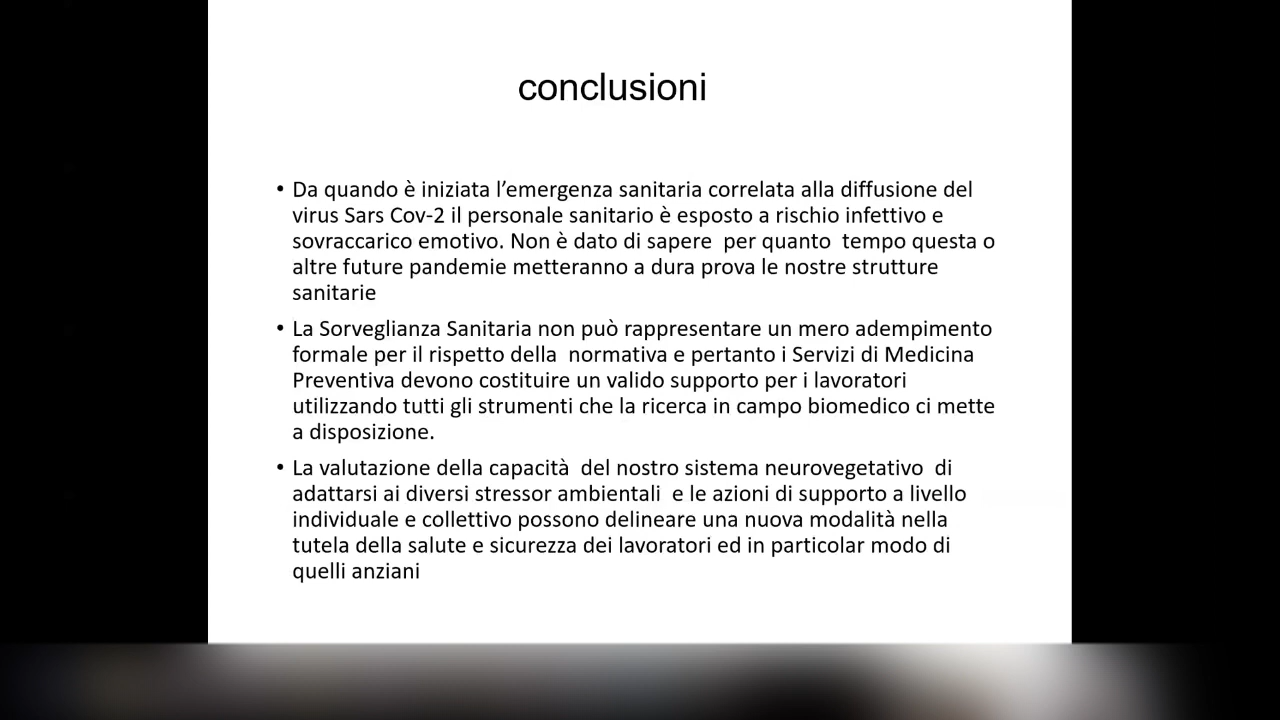 conclusioni
• Da quando è iniziata l’emergenza sanitaria correlata alla diffusione del
virus Sars Cov-2 il personale sanitario è esposto a rischio infettivo e
sovraccarico emotivo. Non è dato di sapere  per quanto  tempo questa o
altre future pandemie metteranno a dura prova le nostre strutture
sanitarie
• La Sorveglianza Sanitaria non può rappresentare un mero adempimento
formale per il rispetto della  normativa e pertanto i Servizi di Medicina
Preventiva devono costituire un valido supporto per i lavoratori
utilizzando tutti gli strumenti che la ricerca in campo biomedico ci mette
a disposizione.
• La valutazione della capacità  del nostro sistema neurovegetativo  di
adattarsi ai diversi stressor ambientali  e le azioni di supporto a livello
individuale e collettivo possono delineare una nuova modalità nella
tutela della salute e sicurezza dei lavoratori ed in particolar modo di
quelli anziani